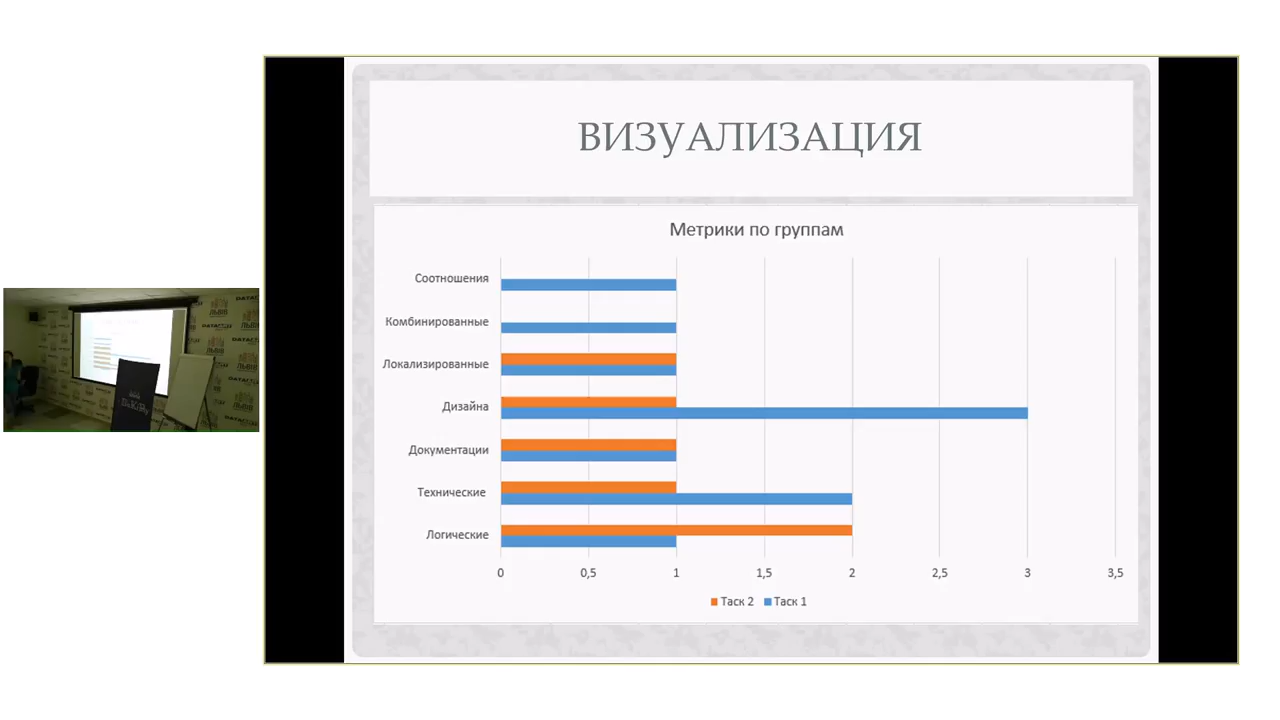 ВИЗУАЛИЗАЦИЯ
Метрики по группам
Соотношения
Комбинированные
Локализированные
Дизайна
Документации
Технические
Логические
0 0,5 1 1,5 2 2,5 3 3,5
Таск 2 Таск 1